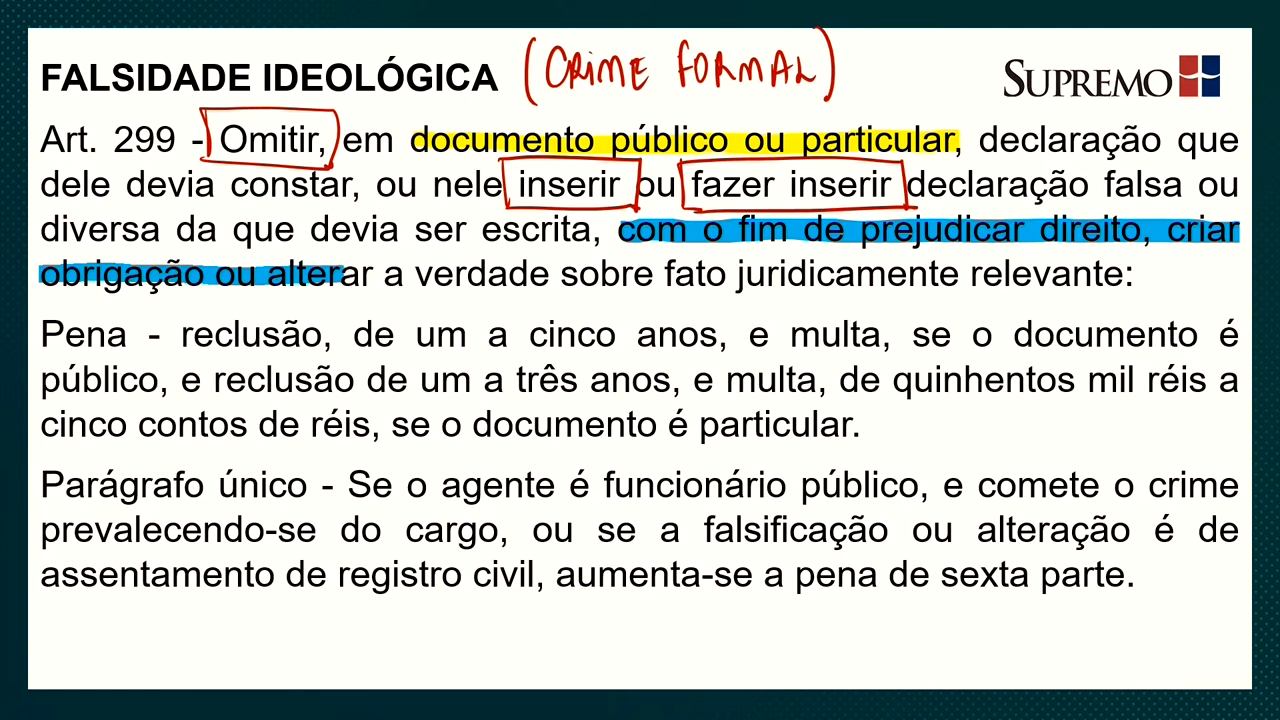 FALSIDADE IDEOLÓGICA (CRIME FORMAL) SUPREMO
Art. 299 - Omitir, em documento público ou particular, declaração que
dele devia constar, ou nele inserir ou fazer inserir declaração falsa ou
diversa da que devia ser escrita, com o fim de prejudicar direito, criar
obrigação ou alterar a verdade sobre fato juridicamente relevante:
Pena - reclusão, de um a cinco anos, e multa, se o documento é
público, e reclusão de um a três anos, e multa, de quinhentos mil réis a
cinco contos de réis, se o documento é particular.
Parágrafo único - Se o agente é funcionário público, e comete o crime
prevalecendo-se do cargo, ou se a falsificação ou alteração é de
assentamento de registro civil, aumenta-se a pena de sexta parte.